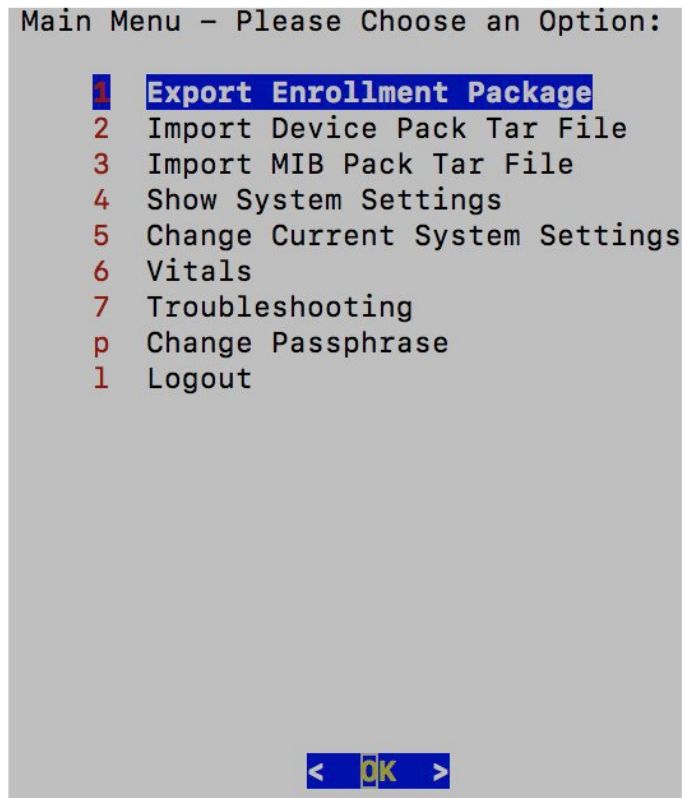 Main Menu – Please Choose an Option:
1 Export Enrollment Package
2 Import Device Pack Tar File
3 Import MIB Pack Tar File
4 Show System Settings
5 Change Current System Settings
6 Vitals
7 Troubleshooting
p Change Passphrase
l Logout
< OK >